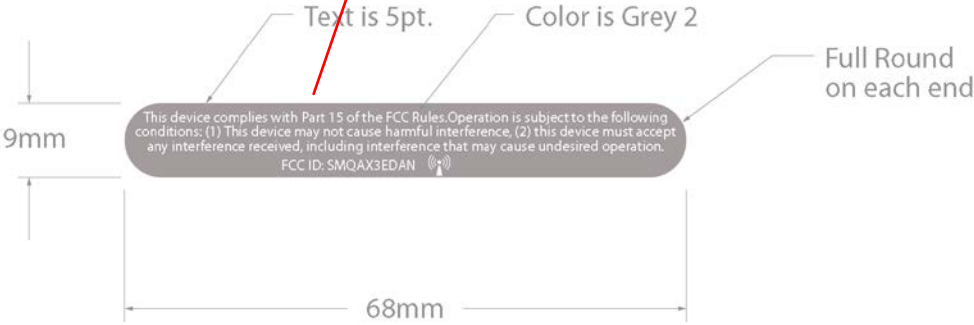 Text is 5pt.
Color is Grey 2
Full Round
on each end
9mm
This device complies with Part 15 of the FCC Rules.Operation is subject to the following
conditions: (1) This device may not cause harmful interference, (2) this device must accept
any interference received, including interference that may cause undesired operation.
FCC ID: SMQAX3EDAN
68mm